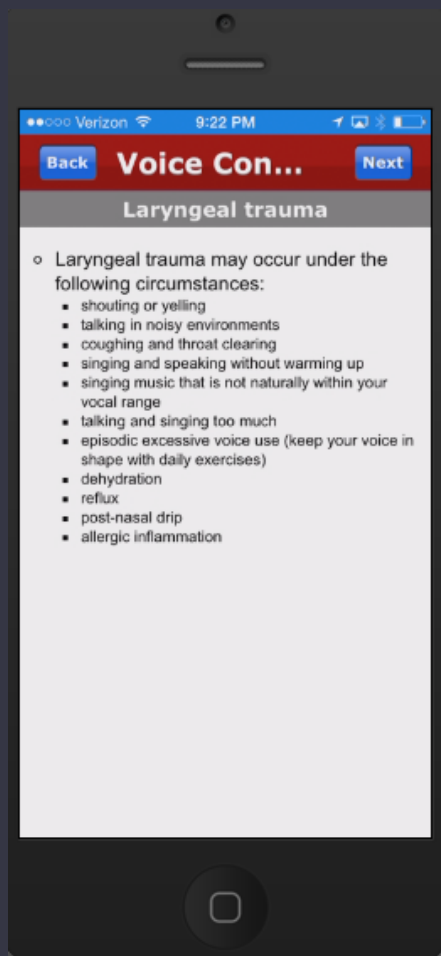 Verizon 9:22 PM
Back Voice Con... Next
Laryngeal trauma
Laryngeal trauma may occur under the
following circumstances:
shouting or yelling
talking in noisy environments
coughing and throat clearing
singing and speaking without warming up
singing music that is not naturally within your
vocal range
talking and singing too much
episodic excessive voice use (keep your voice in
shape with daily exercises)
dehydration
reflux
post-nasal drip
allergic inflammation